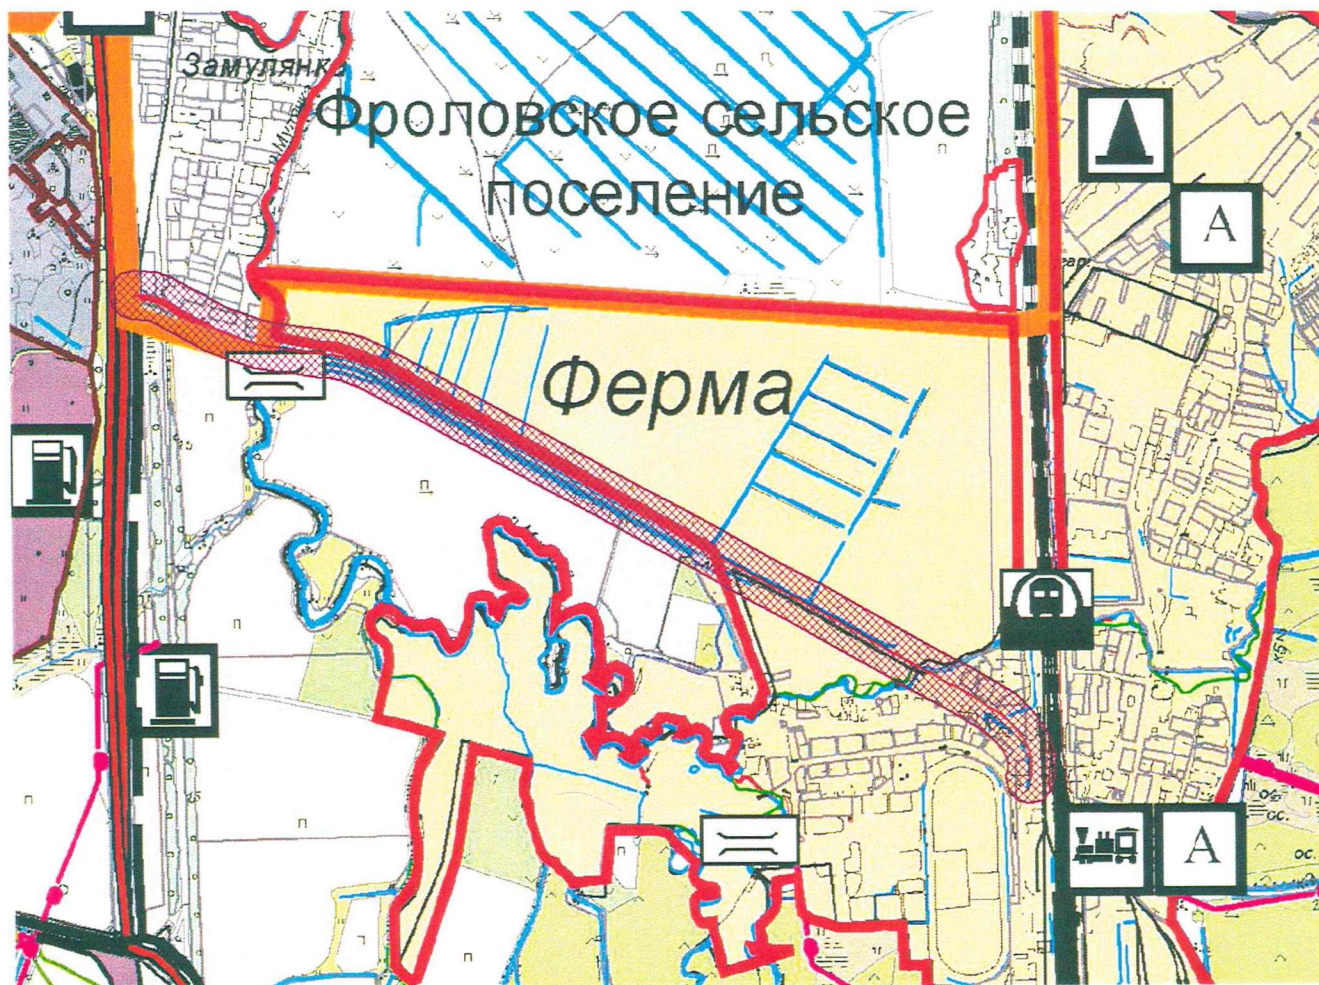 Замулянка
Фроловское сельское
поселение
А
Ферма
А